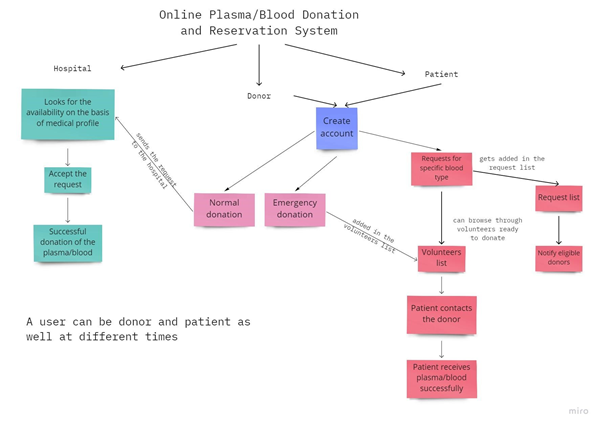 Online Plasma/Blood Donation
and Reservation System
Hospital
Donor
Patient
Looks for the
availability on the basis
of medical profile
Accept the
request
Successful
donation of the
plasma/blood
sends the request
to the hospital
Create
account
Normal
donation
Emergency
donation
added in the
volunteers list
Requests for
specific blood
type
gets added in the
request list
Request list
can browse through
volunteers ready
to donate
Notify eligible
donors
Volunteers
list
Patient contacts
the donor
Patient receives
plasma/blood
successfully
A user can be donor and patient as
well at different times
miro